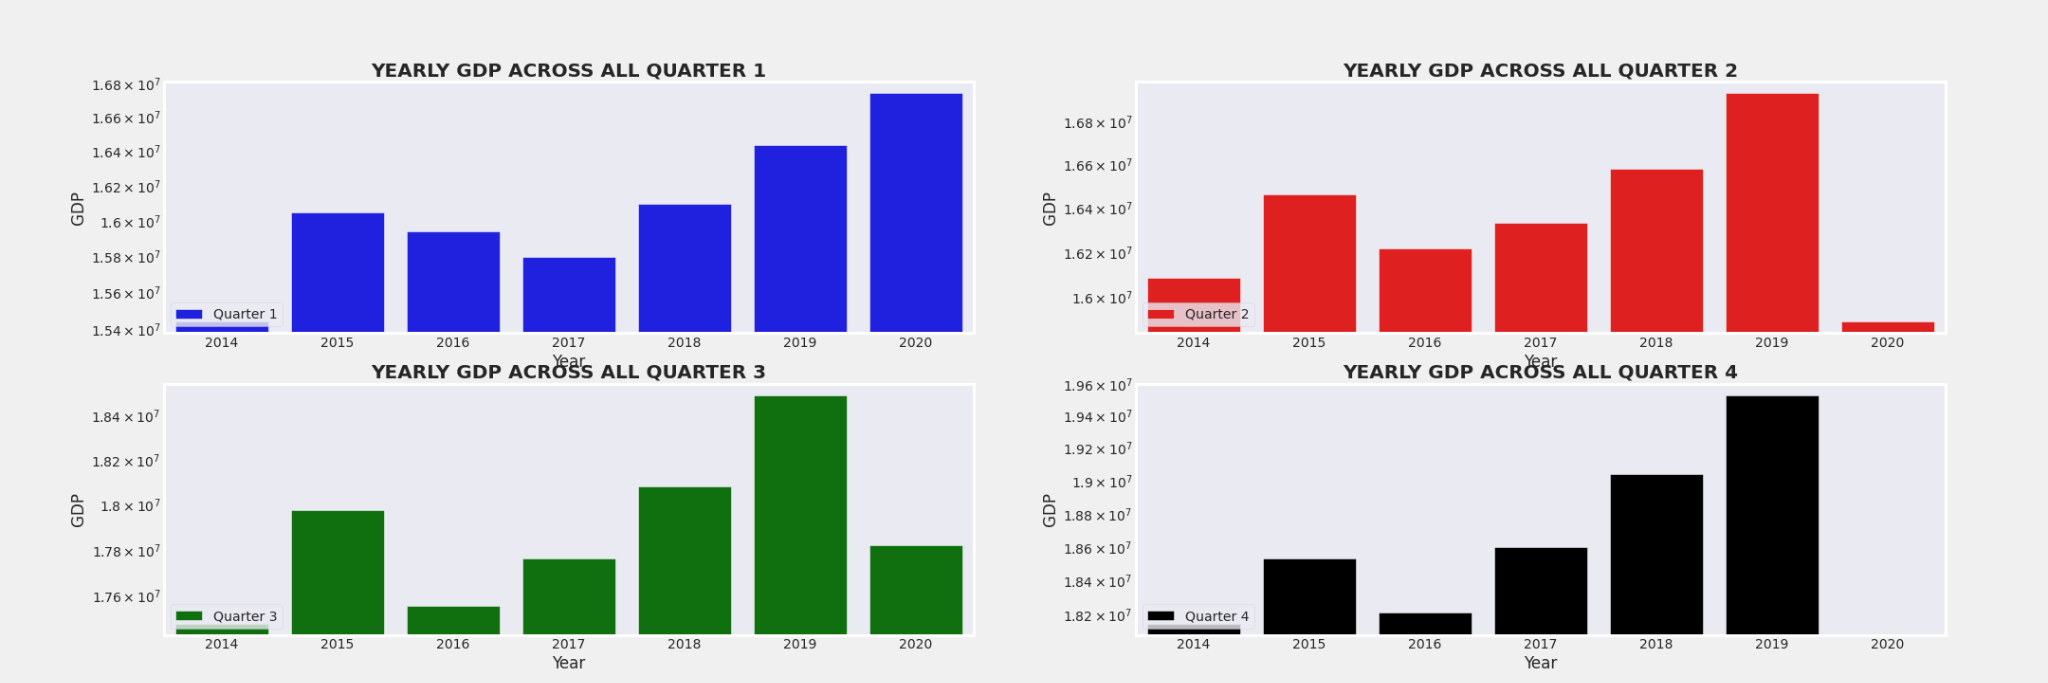 YEARLY GDP ACROSS ALL QUARTER 1
1.68 × 10⁷
1.66 × 10⁷
1.64 × 10⁷
1.62 × 10⁷
1.6 × 10⁷
1.58 × 10⁷
1.56 × 10⁷
1.54 × 10⁷
GDP
Quarter 1
2014 2015 2016 2017 2018 2019 2020
Year
YEARLY GDP ACROSS ALL QUARTER 2
1.68 × 10⁷
1.66 × 10⁷
1.64 × 10⁷
1.62 × 10⁷
1.6 × 10⁷
GDP
Quarter 2
2014 2015 2016 2017 2018 2019 2020
Year
YEARLY GDP ACROSS ALL QUARTER 3
1.84 × 10⁷
1.82 × 10⁷
1.8 × 10⁷
1.78 × 10⁷
1.76 × 10⁷
GDP
Quarter 3
2014 2015 2016 2017 2018 2019 2020
Year
YEARLY GDP ACROSS ALL QUARTER 4
1.96 × 10⁷
1.94 × 10⁷
1.92 × 10⁷
1.9 × 10⁷
1.88 × 10⁷
1.86 × 10⁷
1.84 × 10⁷
1.82 × 10⁷
GDP
Quarter 4
2014 2015 2016 2017 2018 2019 2020
Year